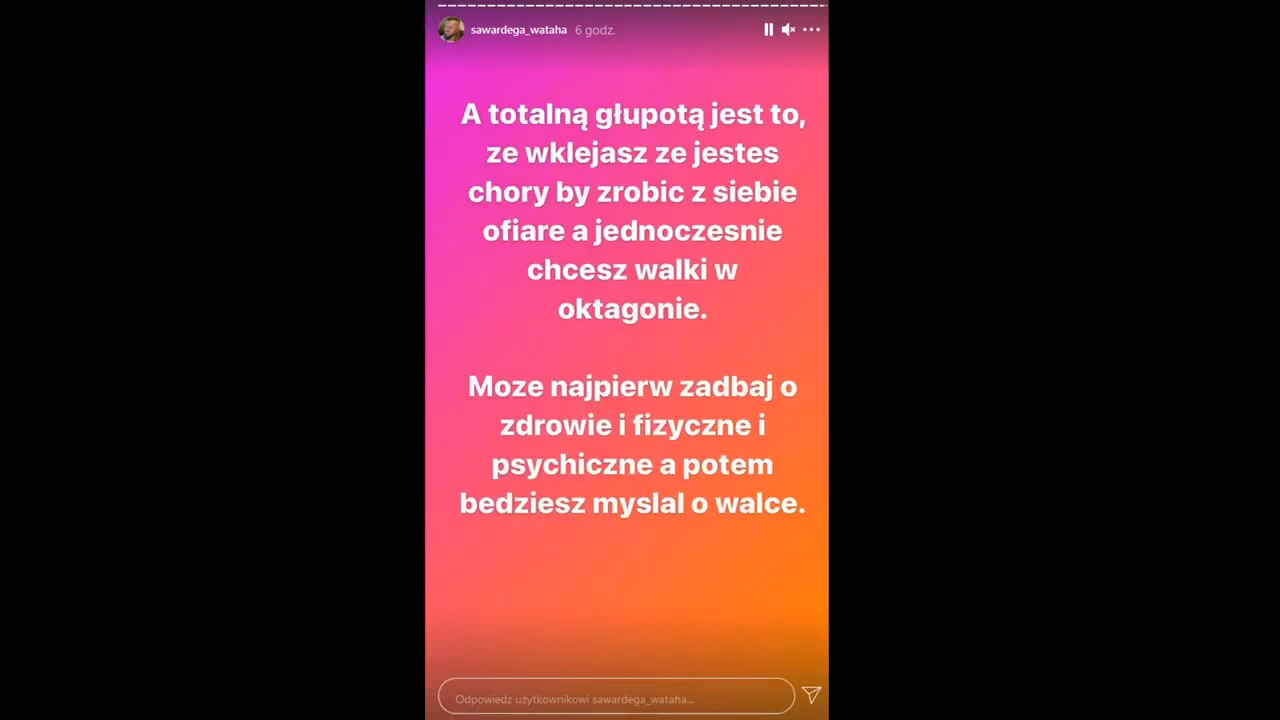 sawardega_wataha 6 godz.
A totalną głupotą jest to,
ze wklejasz ze jestes
chory by zrobic z siebie
ofiare a jednoczesnie
chcesz walki w
oktagonie.
Moze najpierw zadbaj o
zdrowie i fizyczne i
psychiczne a potem
bedziesz myslal o walce.
Odpowiedz użytkownikowi sawardega_wataha...